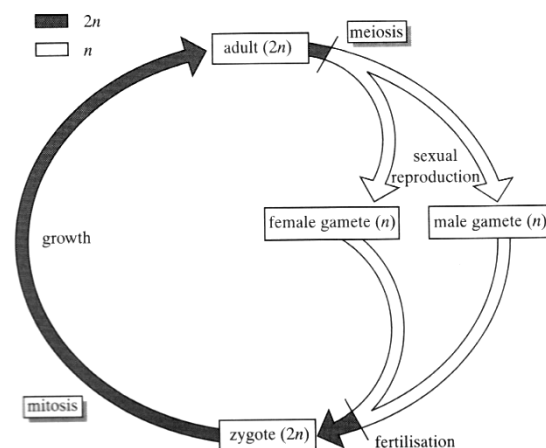 2n
n
adult (2n)
meiosis
sexual
reproduction
female gamete (n)
male gamete (n)
growth
mitosis
zygote (2n)
fertilisation